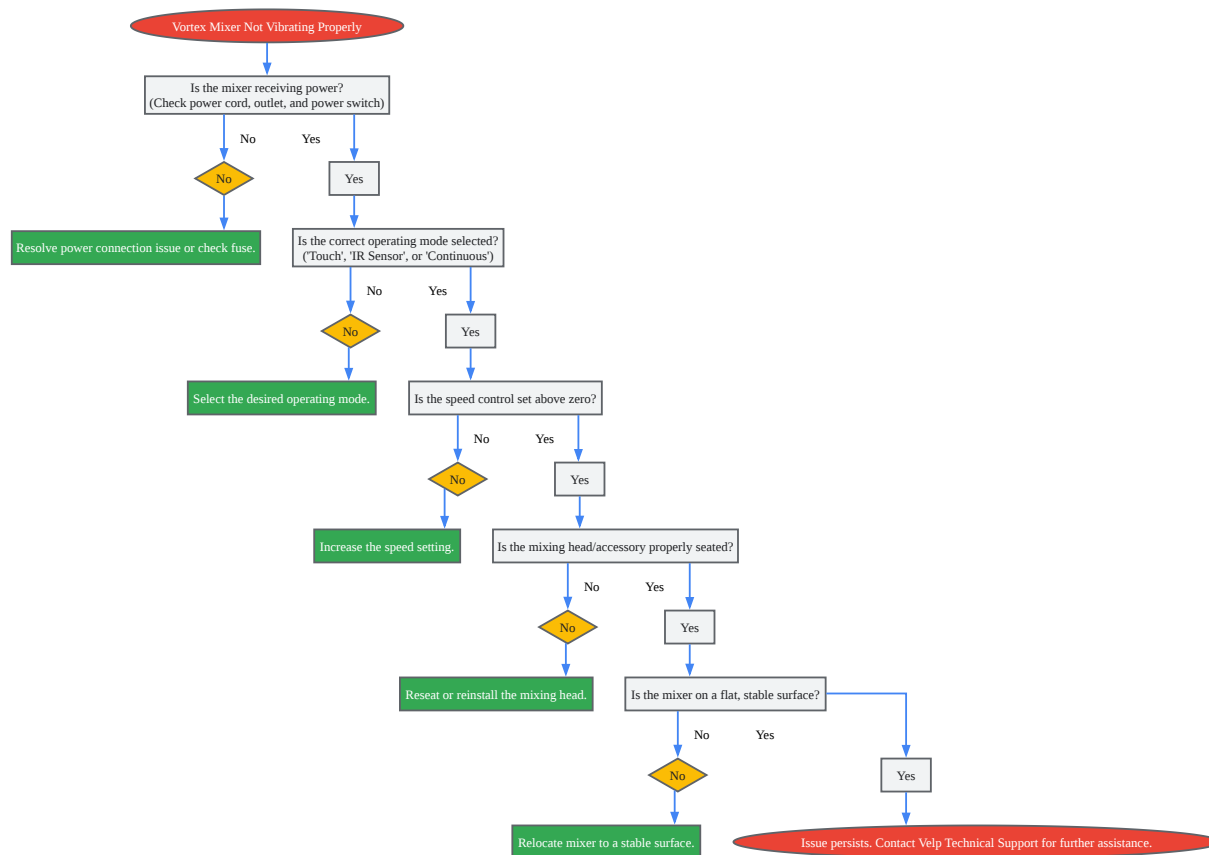 Vortex Mixer Not Vibrating Properly
Is the mixer receiving power?
(Check power cord, outlet, and power switch)
No
Yes
No
Yes
Resolve power connection issue or check fuse.
Is the correct operating mode selected?
('Touch', 'IR Sensor', or 'Continuous')
No
Yes
No
Yes
Select the desired operating mode.
Is the speed control set above zero?
No
Yes
No
Yes
Increase the speed setting.
Is the mixing head/accessory properly seated?
No
Yes
No
Yes
Reseat or reinstall the mixing head.
Is the mixer on a flat, stable surface?
No
Yes
No
Yes
Relocate mixer to a stable surface.
Issue persists. Contact Velp Technical Support for further assistance.